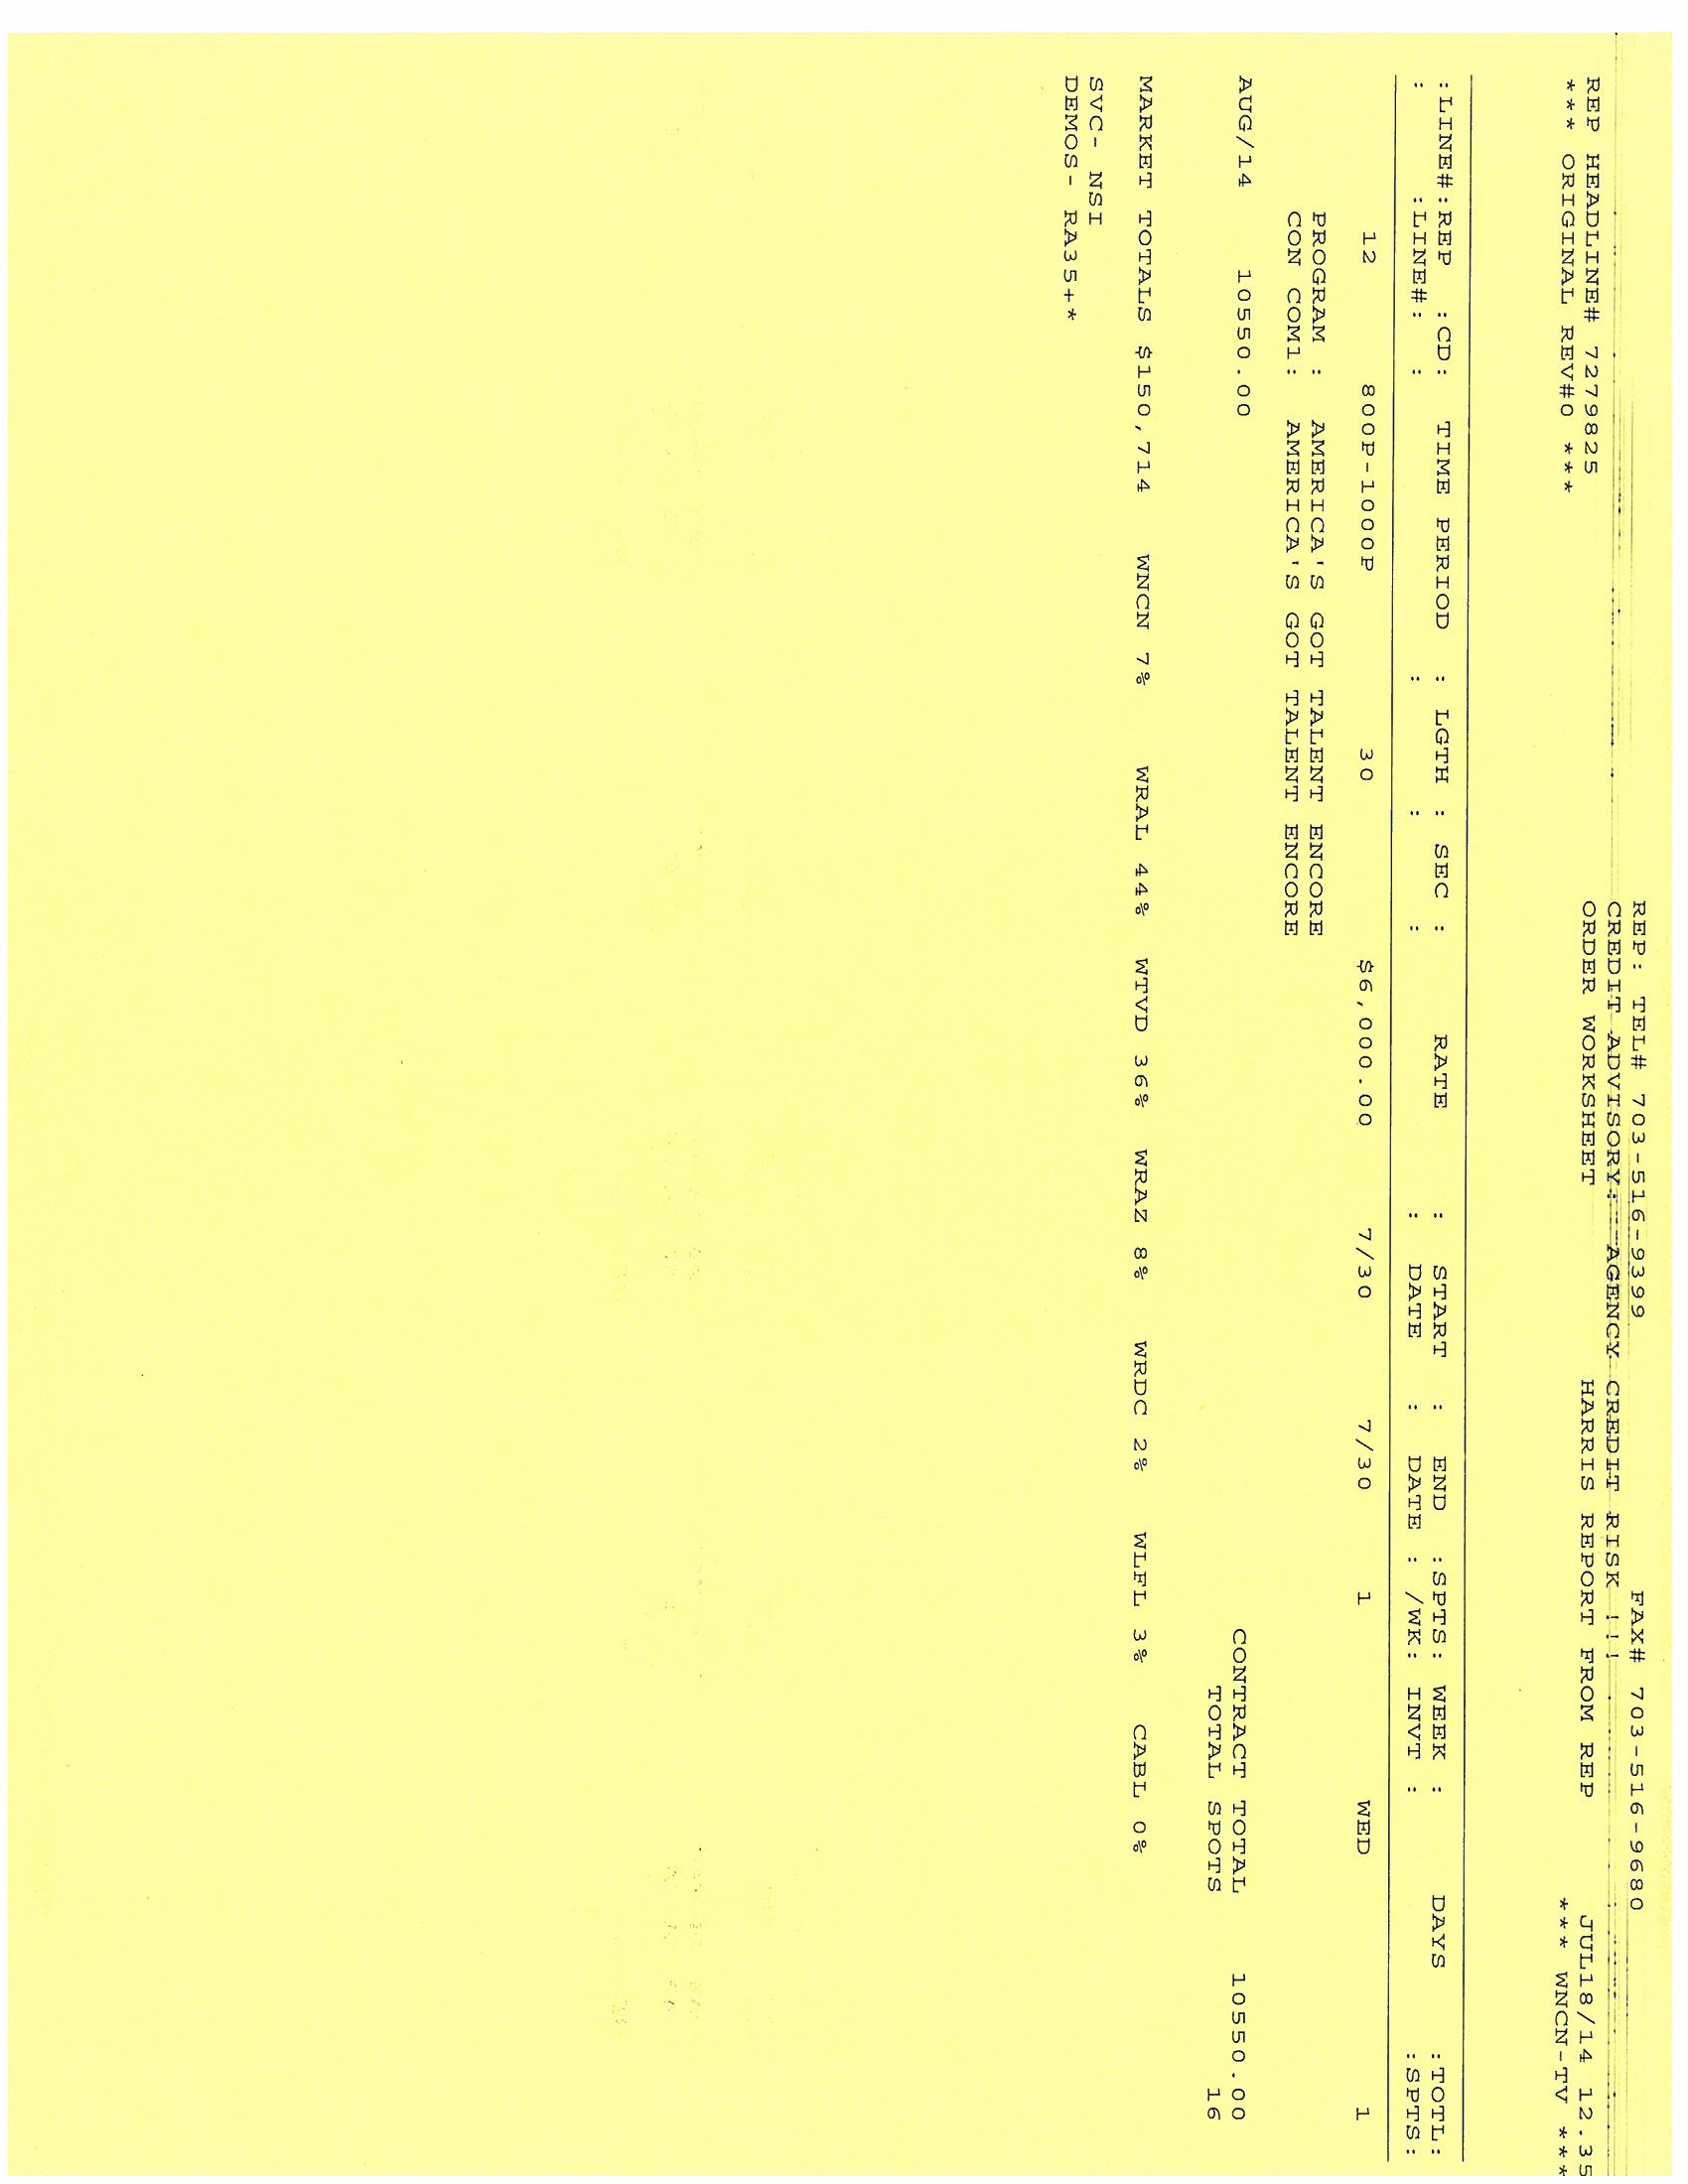 REP: TEL# 703-516-9399 FAX# 703-516-9680
CREDIT ADVISORY: AGENCY CREDIT RISK !!!
REP HEADLINE# 7279825 ORDER WORKSHEET HARRIS REPORT FROM REP JUL18/14 12.35
*** ORIGINAL REV#0 *** *** WNCN-TV ***
:LINE#:REP :CD: TIME PERIOD : LGTH : SEC : RATE : START : END :SPTS: WEEK : DAYS :TOTL:
: :LINE#: : : : : : DATE : DATE : /WK: INVT : :SPTS:
12 800P-1000P 30 $6,000.00 7/30 7/30 1 WED 1
PROGRAM : AMERICA'S GOT TALENT ENCORE
CON COM1: AMERICA'S GOT TALENT ENCORE
AUG/14 10550.00 CONTRACT TOTAL 10550.00
TOTAL SPOTS 16
MARKET TOTALS $150,714 WNCN 7% WRAL 44% WTVD 36% WRAZ 8% WRDC 2% WLFL 3% CABL 0%
SVC- NSI
DEMOS- RA35+*